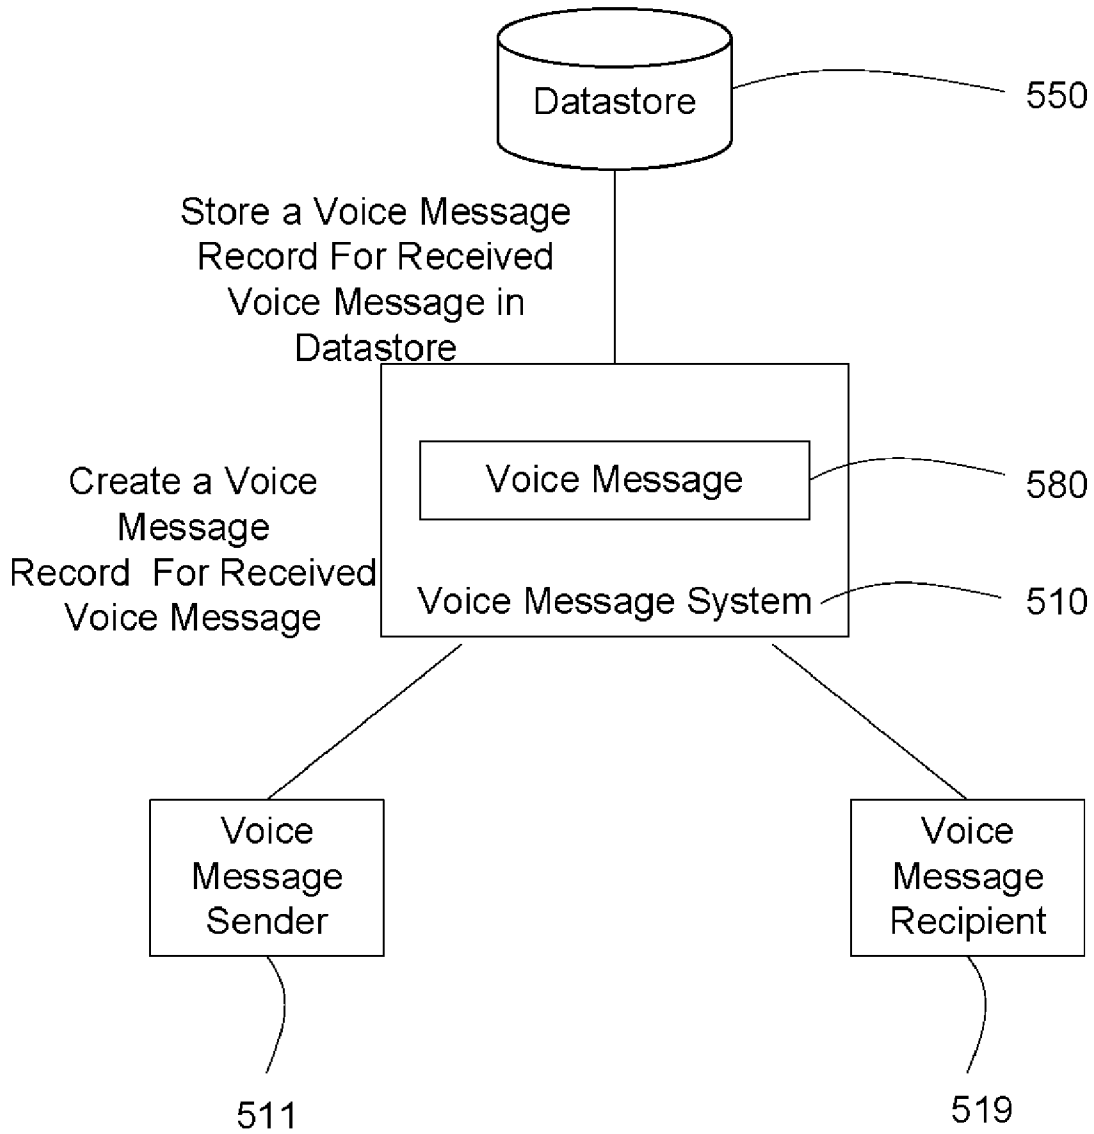 Datastore
550
Store a Voice Message
Record For Received
Voice Message in
Datastore
Voice Message
580
Create a Voice
Message
Record For Received
Voice Message
Voice Message System
510
Voice
Message
Sender
Voice
Message
Recipient
511
519